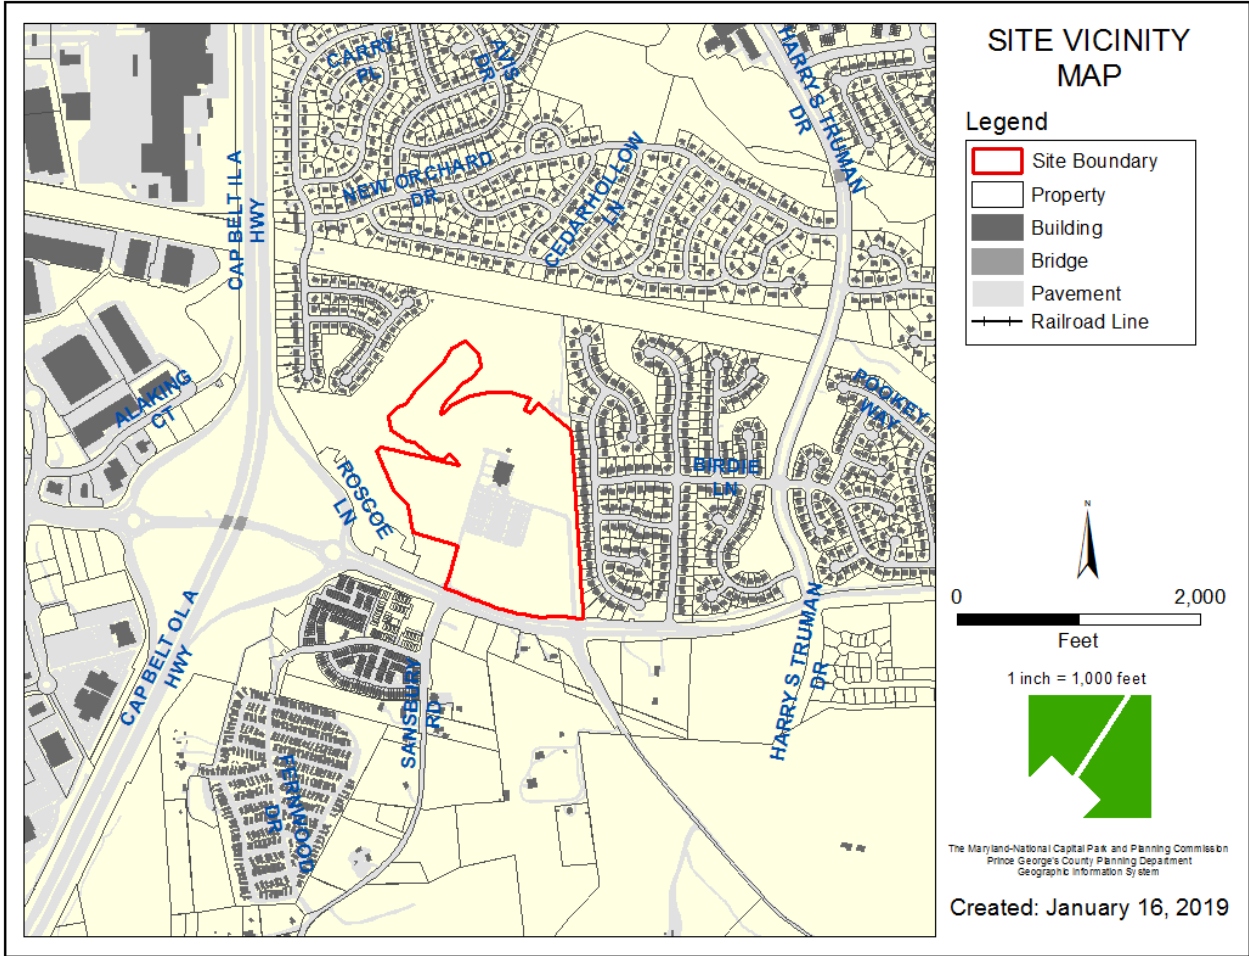 SITE VICINITY
MAP
Legend
Site Boundary
Property
Building
Bridge
Pavement
Railroad Line
N
0 2,000
Feet
1 inch = 1,000 feet
The Maryland-National Capital Park and Planning Commission
Prince George's County Planning Department
Geographic Information System
Created: January 16, 2019
CARRY
PL
AVIS
DR
HARRY S TRUMAN
DR
NEW ORCHARD
DR
CEDARHOLLOW
LN
CAP BELT IL A
HWY
ALAKING
CT
ROSCOE
LN
BIRDIE
LN
POOKEY
WAY
CAP BELT OL A
HWY
SANSBURY
RD
HARRY S TRUMAN
DR
FERNWOOD
DR